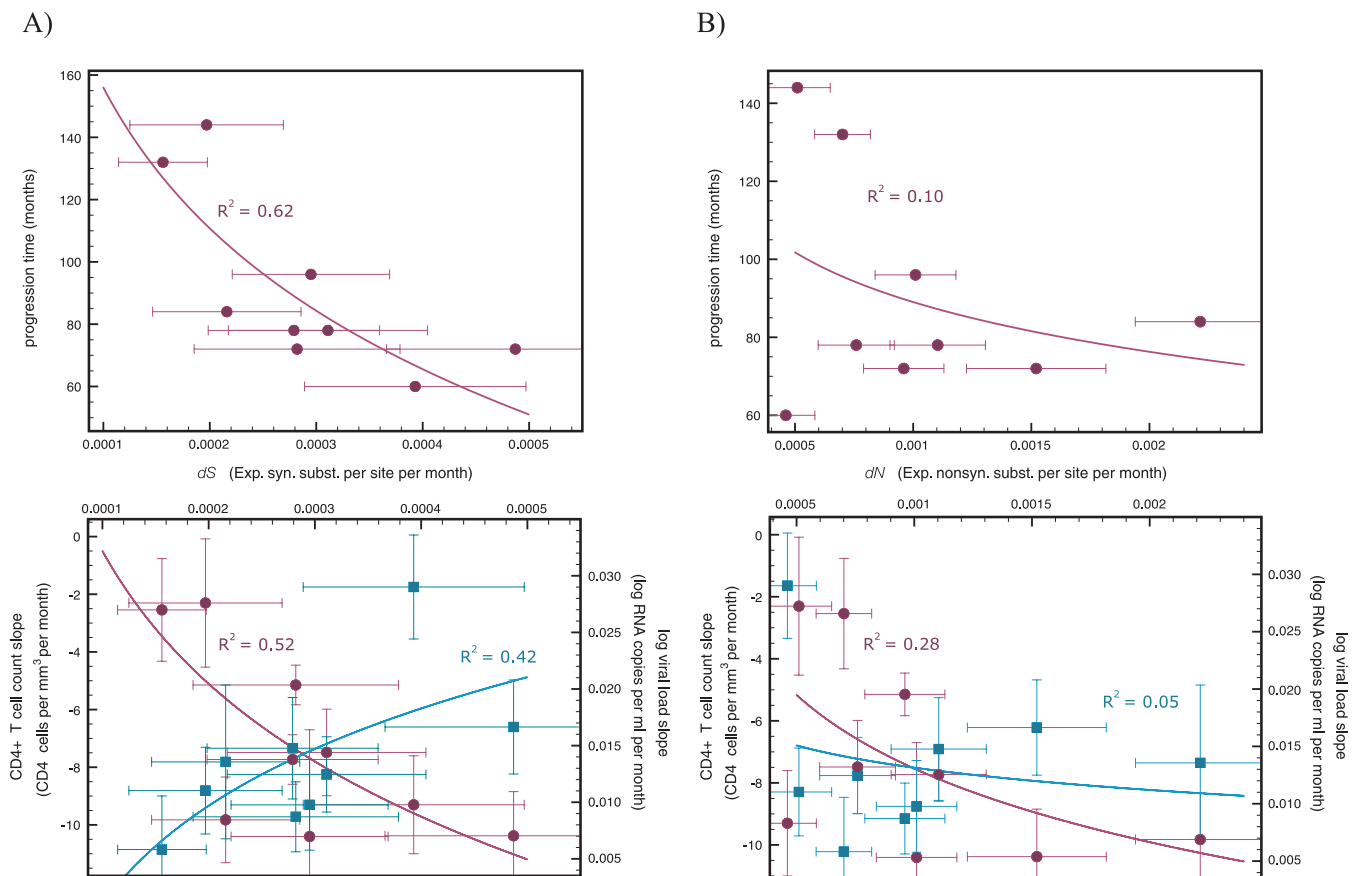 A)
B)
160
140
120
100
80
60
progression time (months)
R² = 0.62
0.0001
0.0002
0.0003
0.0004
0.0005
dS (Exp. syn. subst. per site per month)
140
120
100
80
60
progression time (months)
R² = 0.10
0.0005
0.001
0.0015
0.002
dN (Exp. nonsyn. subst. per site per month)
0.0001
0.0002
0.0003
0.0004
0.0005
0
-2
-4
-6
-8
-10
CD4+ T cell count slope
(CD4 cells per mm³ per month)
R² = 0.52
R² = 0.42
0.030
0.025
0.020
0.015
0.010
0.005
log viral load slope
(log RNA copies per ml per month)
0.0005
0.001
0.0015
0.002
0
-2
-4
-6
-8
-10
CD4+ T cell count slope
(CD4 cells per mm³ per month)
R² = 0.28
R² = 0.05
0.030
0.025
0.020
0.015
0.010
0.005
log viral load slope
(log RNA copies per ml per month)